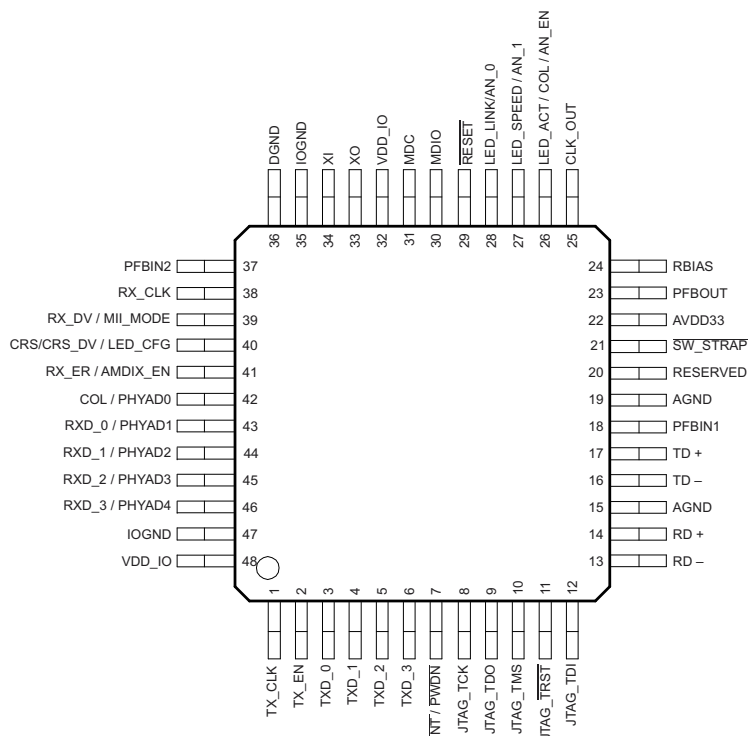 DGND
IOGND
XI
XO
VDD_IO
MDC
MDIO
RESET
LED_LINK/AN_0
LED_SPEED / AN_1
LED_ACT / COL / AN_EN
CLK_OUT
36
35
34
33
32
31
30
29
28
27
26
25
PFBIN2 37
RX_CLK 38
RX_DV / MII_MODE 39
CRS/CRS_DV / LED_CFG 40
RX_ER / AMDIX_EN 41
COL / PHYAD0 42
RXD_0 / PHYAD1 43
RXD_1 / PHYAD2 44
RXD_2 / PHYAD3 45
RXD_3 / PHYAD4 46
IOGND 47
VDD_IO 48
24 RBIAS
23 PFBOUT
22 AVDD33
21 SW_STRAP
20 RESERVED
19 AGND
18 PFBIN1
17 TD +
16 TD –
15 AGND
14 RD +
13 RD –
1
2
3
4
5
6
7
8
9
10
11
12
TX_CLK
TX_EN
TXD_0
TXD_1
TXD_2
TXD_3
NT / PWDN
JTAG_TCK
JTAG_TDO
JTAG_TMS
JTAG_TRST
JTAG_TDI